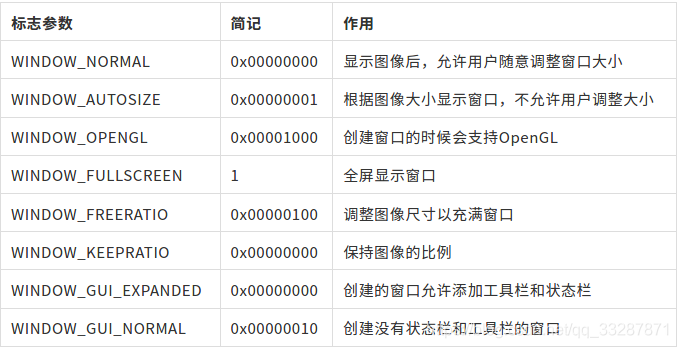 标志参数 简记 作用
WINDOW_NORMAL 0x00000000 显示图像后，允许用户随意调整窗口大小
WINDOW_AUTOSIZE 0x00000001 根据图像大小显示窗口，不允许用户调整大小
WINDOW_OPENGL 0x00001000 创建窗口的时候会支持OpenGL
WINDOW_FULLSCREEN 1 全屏显示窗口
WINDOW_FREERATIO 0x00000100 调整图像尺寸以充满窗口
WINDOW_KEEPRATIO 0x00000000 保持图像的比例
WINDOW_GUI_EXPANDED 0x00000000 创建的窗口允许添加工具栏和状态栏
WINDOW_GUI_NORMAL 0x00000010 创建没有状态栏和工具栏的窗口
qq_33287871